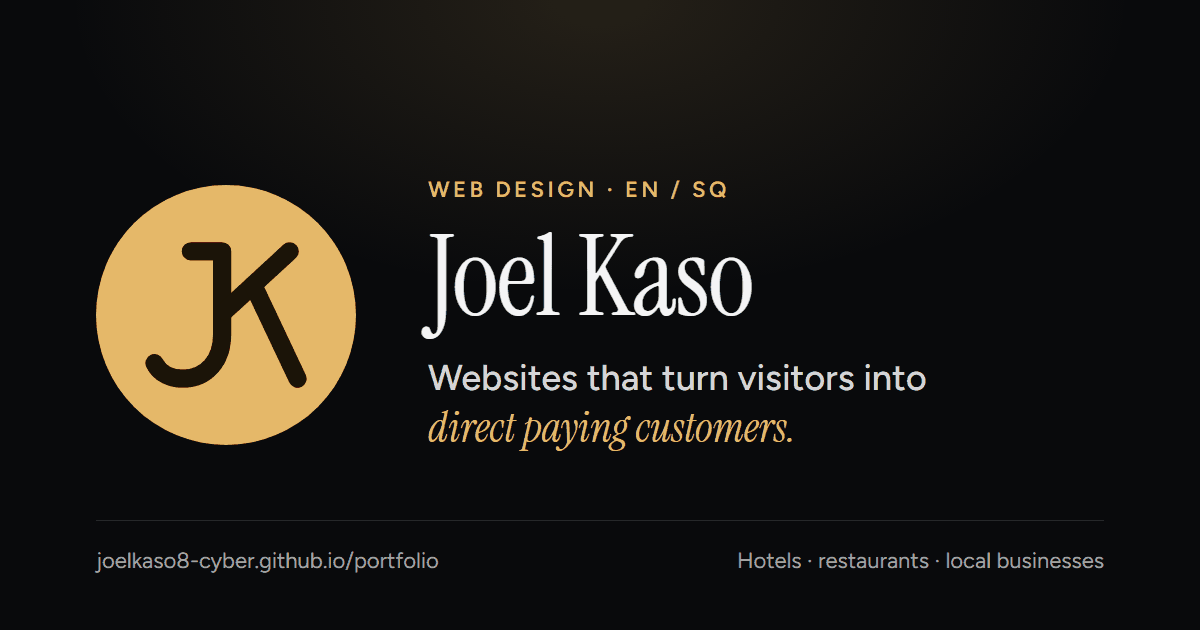 JK
WEB DESIGN · EN / SQ
Joel Kaso
Websites that turn visitors into
direct paying customers.
joelkaso8-cyber.github.io/portfolio
Hotels · restaurants · local businesses